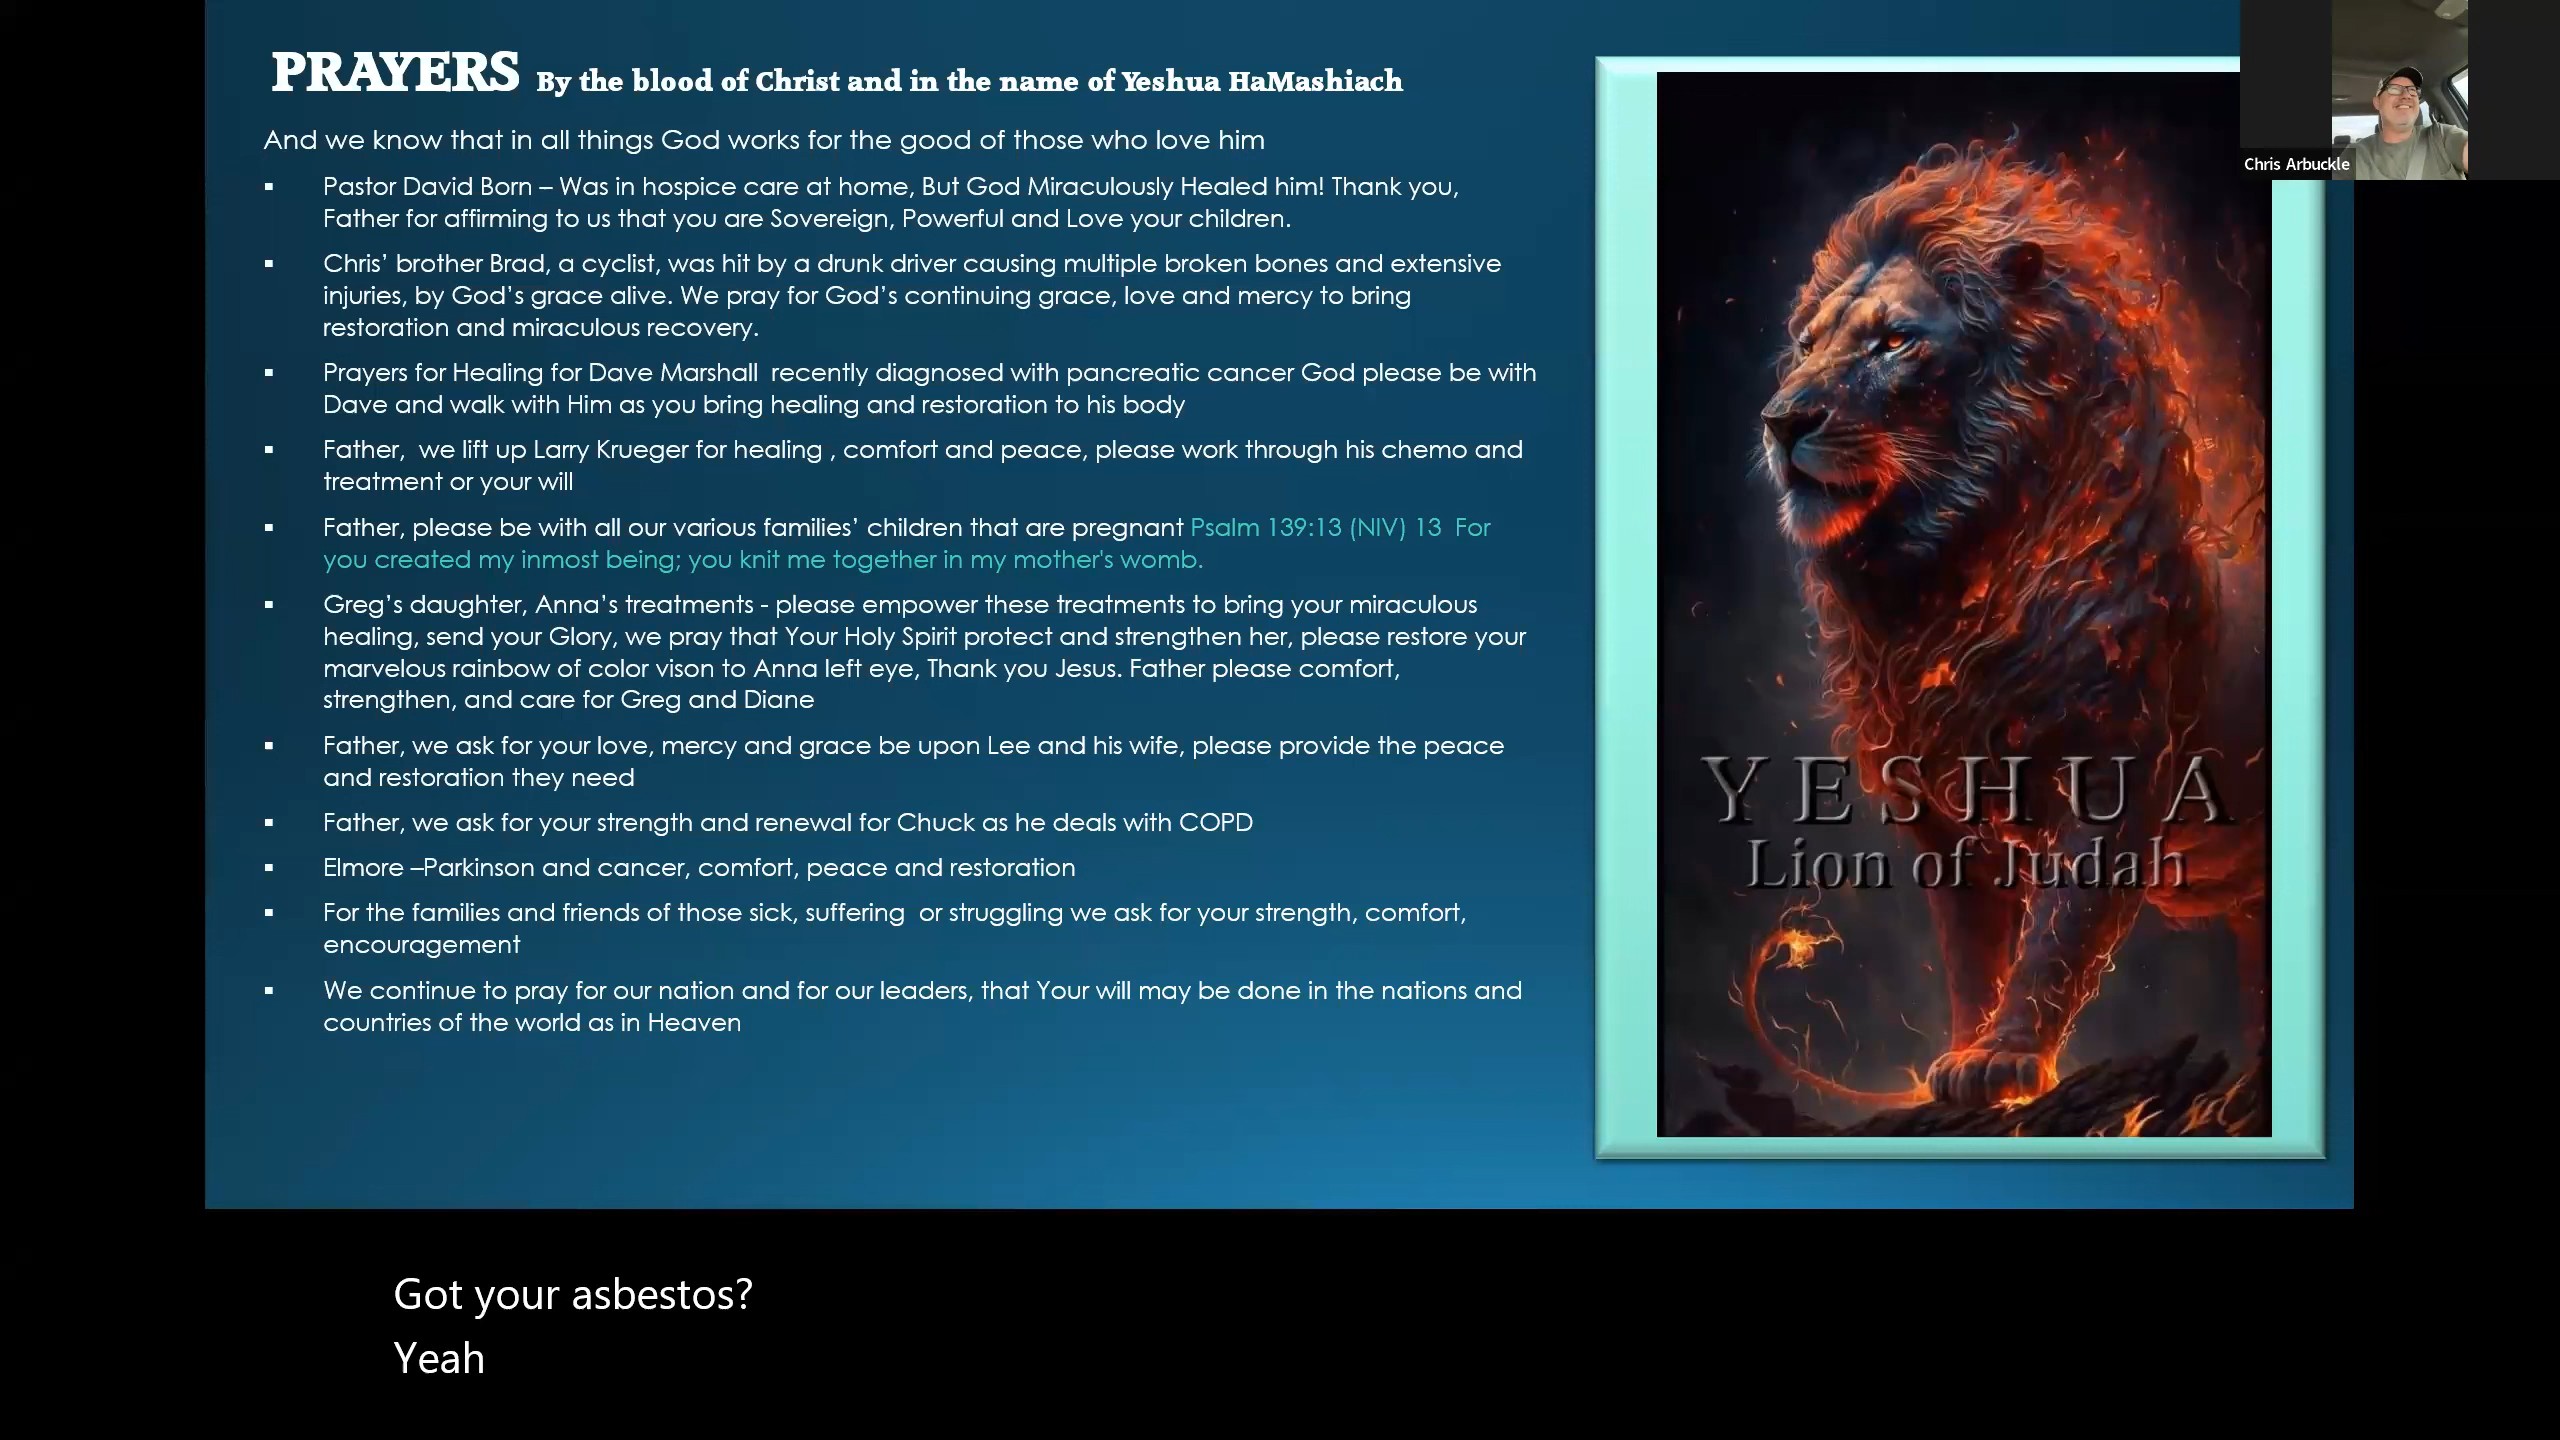 PRAYERS By the blood of Christ and in the name of Yeshua HaMashiach
And we know that in all things God works for the good of those who love him
▪ Pastor David Born – Was in hospice care at home, But God Miraculously Healed him! Thank you,
Father for affirming to us that you are Sovereign, Powerful and Love your children.
▪ Chris’ brother Brad, a cyclist, was hit by a drunk driver causing multiple broken bones and extensive
injuries, by God’s grace alive. We pray for God’s continuing grace, love and mercy to bring
restoration and miraculous recovery.
▪ Prayers for Healing for Dave Marshall  recently diagnosed with pancreatic cancer God please be with
Dave and walk with Him as you bring healing and restoration to his body
▪ Father,  we lift up Larry Krueger for healing , comfort and peace, please work through his chemo and
treatment or your will
▪ Father, please be with all our various families’ children that are pregnant Psalm 139:13 (NIV) 13  For
you created my inmost being; you knit me together in my mother's womb.
▪ Greg’s daughter, Anna’s treatments - please empower these treatments to bring your miraculous
healing, send your Glory, we pray that Your Holy Spirit protect and strengthen her, please restore your
marvelous rainbow of color vison to Anna left eye, Thank you Jesus. Father please comfort,
strengthen, and care for Greg and Diane
▪ Father, we ask for your love, mercy and grace be upon Lee and his wife, please provide the peace
and restoration they need
▪ Father, we ask for your strength and renewal for Chuck as he deals with COPD
▪ Elmore –Parkinson and cancer, comfort, peace and restoration
▪ For the families and friends of those sick, suffering  or struggling we ask for your strength, comfort,
encouragement
▪ We continue to pray for our nation and for our leaders, that Your will may be done in the nations and
countries of the world as in Heaven
YESHUA
Lion of Judah
Chris Arbuckle
Got your asbestos?
Yeah